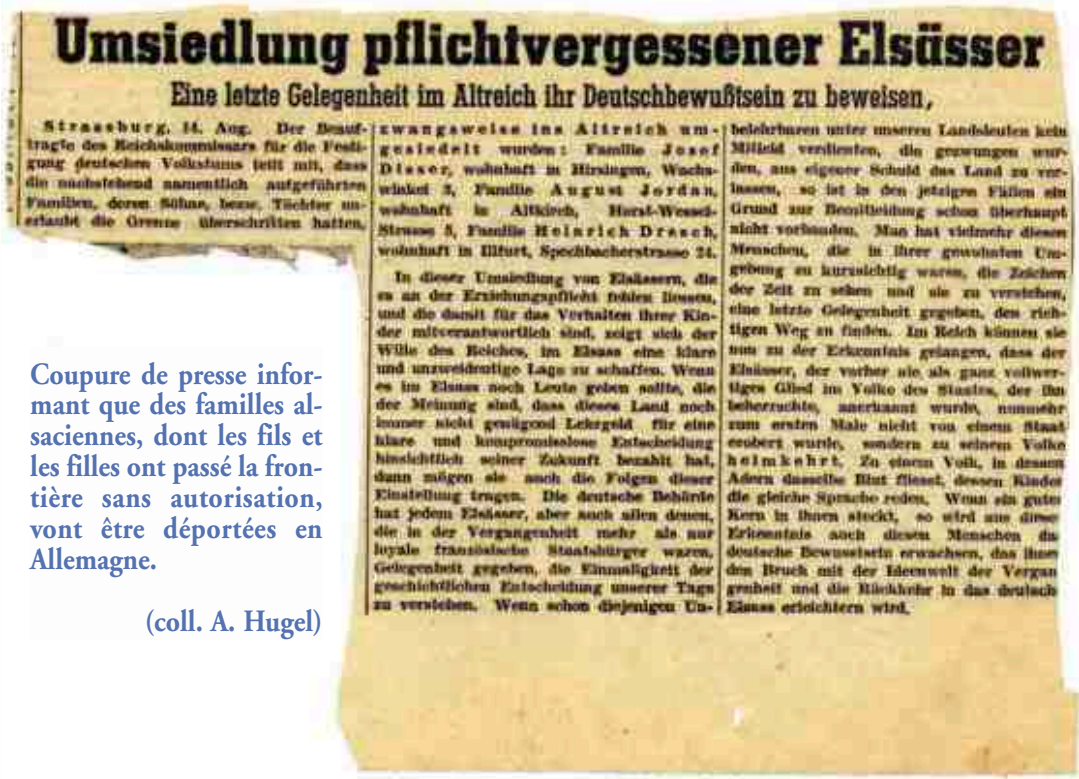 Umsiedlung pflichtvergessener Elsässer
Eine letzte Gelegenheit im Altreich ihr Deutschbewußtsein zu beweisen,
Strassburg, 14. Aug. Der Beauf-
tragte des Reichskommissars für die Festi-
gung deutschen Volkstums teilt mit, dass
die nachstehend namentlich aufgeführten
Familien, deren Söhne, bezw. Töchter un-
erlaubt die Grenze überschritten hatten,
zwangsweise ins Altreich um-
gesiedelt wurden: Familie Josef
Disser, wohnhaft in Hirsingen, Wachs-
winkel 3, Familie August Jordan,
wohnhaft in Altkirch, Horst-Wessel-
Strasse 5, Familie Heinrich Dresch,
wohnhaft in Illfurt, Spechbacherstrasse 24.
In dieser Umsiedlung von Elsässern, die
es an der Erziehungspflicht fehlen liessen,
und die damit für das Verhalten ihrer Kin-
der mitverantwortlich sind, zeigt sich der
Wille des Reiches, im Elsass eine klare
und unzweideutige Lage zu schaffen. Wenn
es im Elsass noch Leute geben sollte, die
der Meinung sind, dass dieses Land noch
immer nicht genügend Lehrgeld für eine
klare und kompromisslose Entscheidung
hinsichtlich seiner Zukunft bezahlt hat,
dann mögen sie auch die Folgen dieser
Einstellung tragen. Die deutsche Behörde
hat jedem Elsässer, aber auch allen denen,
die in der Vergangenheit mehr als nur
loyale französische Staatsbürger waren,
Gelegenheit gegeben, die Einmaligkeit der
geschichtlichen Entscheidung unserer Tage
zu verstehen. Wenn schon diejenigen Un-
belehrbaren unter unseren Landsleuten kein
Mitleid verdienten, die gezwungen wur-
den, aus eigener Schuld das Land zu ver-
lassen, so ist in den jetzigen Fällen ein
Grund zur Bemitleidung schon überhaupt
nicht vorhanden. Man hat vielmehr diesen
Menschen, die in ihrer gewohnten Um-
gebung zu kurzsichtig waren, die Zeichen
der Zeit zu sehen und sie zu verstehen,
eine letzte Gelegenheit gegeben, den rich-
tigen Weg zu finden. Im Reich können sie
nun zu der Erkenntnis gelangen, dass der
Elsässer, der vorher nie als ganz vollwer-
tiges Glied im Volke des Staates, der ihn
beherrschte, anerkannt wurde, nunmehr
zum ersten Male nicht von einem Staat
erobert wurde, sondern zu seinem Volke
heimkehrt. Zu einem Volk, in dessen
Adern dasselbe Blut fliesst, dessen Kinder
die gleiche Sprache reden. Wenn ein guter
Kern in ihnen steckt, so wird aus dieser
Erkenntnis auch diesen Menschen da
deutsche Bewusstsein erwachen, das ihnen
den Bruch mit der Ideenwelt der Vergan
genheit und die Rückkehr in das deutsch
Elsass erleichtern wird.
Coupure de presse infor-
mant que des familles al-
saciennes, dont les fils et
les filles ont passé la fron-
tière sans autorisation,
vont être déportées en
Allemagne.
(coll. A. Hugel)